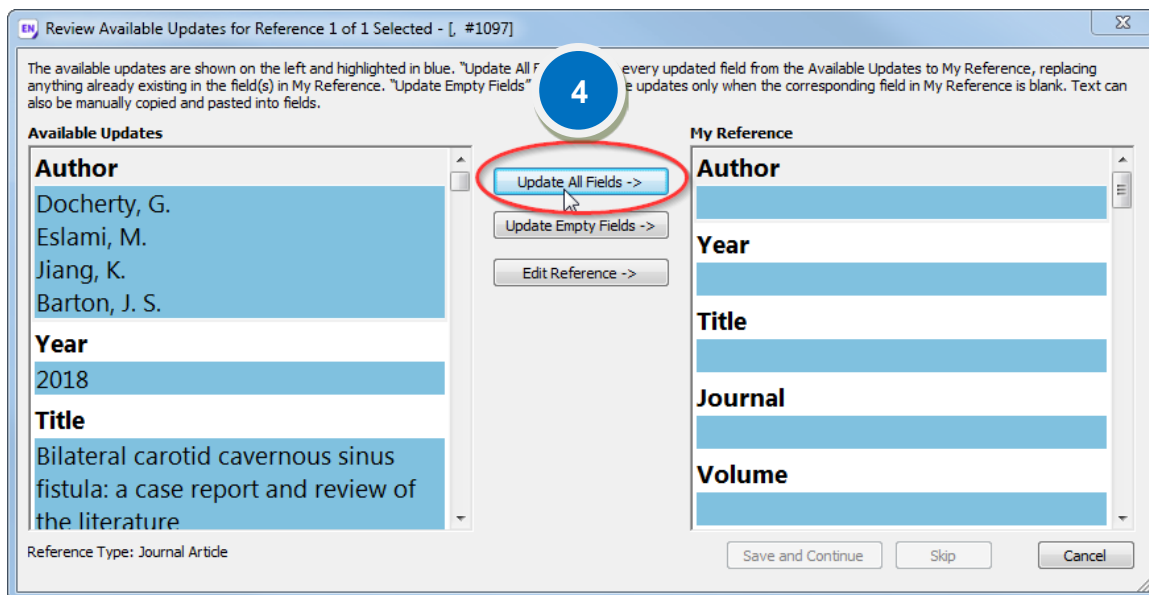 EN Review Available Updates for Reference 1 of 1 Selected - [, #1097]
The available updates are shown on the left and highlighted in blue. "Update All F every updated field from the Available Updates to My Reference, replacing
anything already existing in the field(s) in My Reference. "Update Empty Fields" e updates only when the corresponding field in My Reference is blank. Text can
also be manually copied and pasted into fields.
4
Available Updates
Author
Docherty, G.
Eslami, M.
Jiang, K.
Barton, J. S.
Year
2018
Title
Bilateral carotid cavernous sinus
fistula: a case report and review of
the literature
Update All Fields ->
Update Empty Fields ->
Edit Reference ->
My Reference
Author
Year
Title
Journal
Volume
Reference Type: Journal Article
Save and Continue
Skip
Cancel